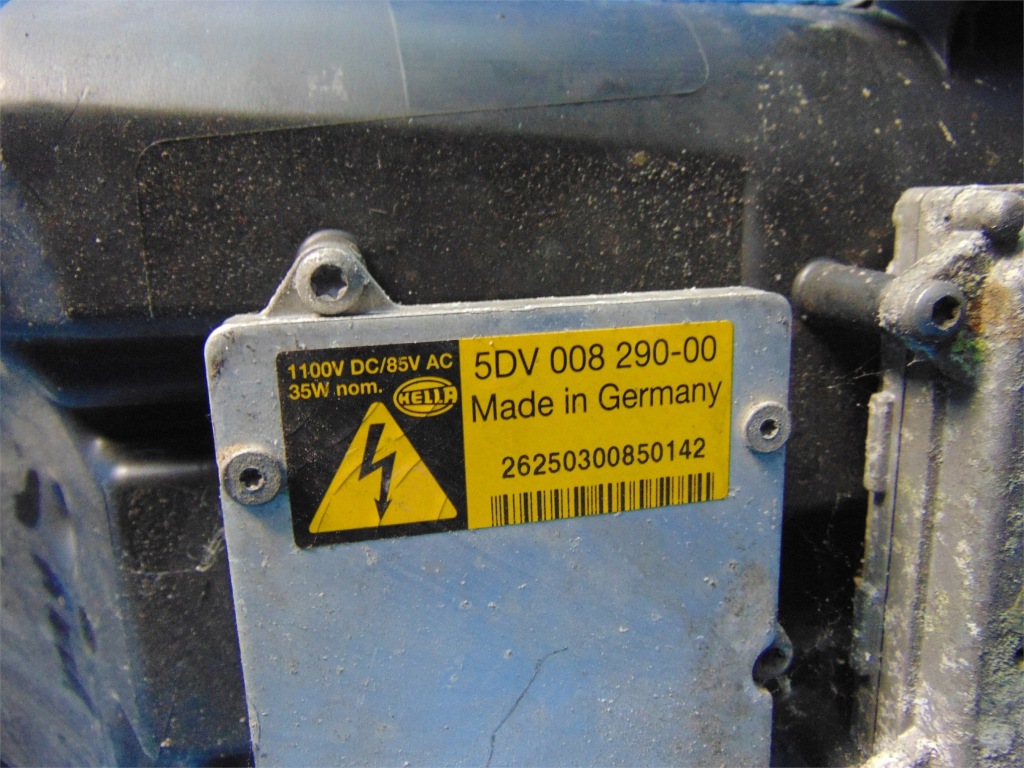 1100V DC/85V AC
35W nom.
HELLA
5DV 008 290-00
Made in Germany
26250300850142